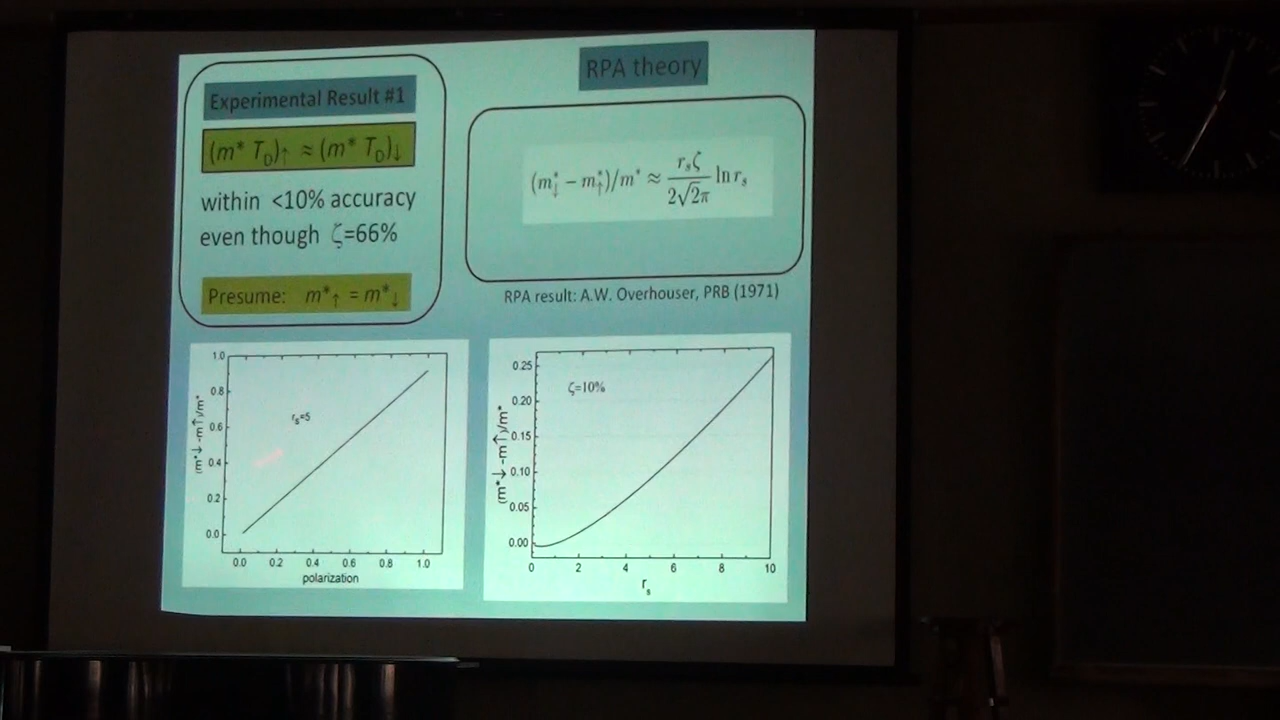 Experimental Result #1
(m* T_D)↑ ≈ (m* T_D)↓
within <10% accuracy
even though ζ=66%
Presume: m*↑ = m*↓
RPA theory
(m*↓ − m*↑)/m* ≈ r_sζ / 2√2π ln r_s
RPA result: A.W. Overhouser, PRB (1971)
(m*↓ -m↑)/m*
1.0
0.8
0.6
0.4
0.2
0.0
r_s=5
0.0 0.2 0.4 0.6 0.8 1.0
polarization
(m*↓ -m↑)/m*
0.25
0.20
0.15
0.10
0.05
0.00
ζ=10%
0 2 4 6 8 10
r_s